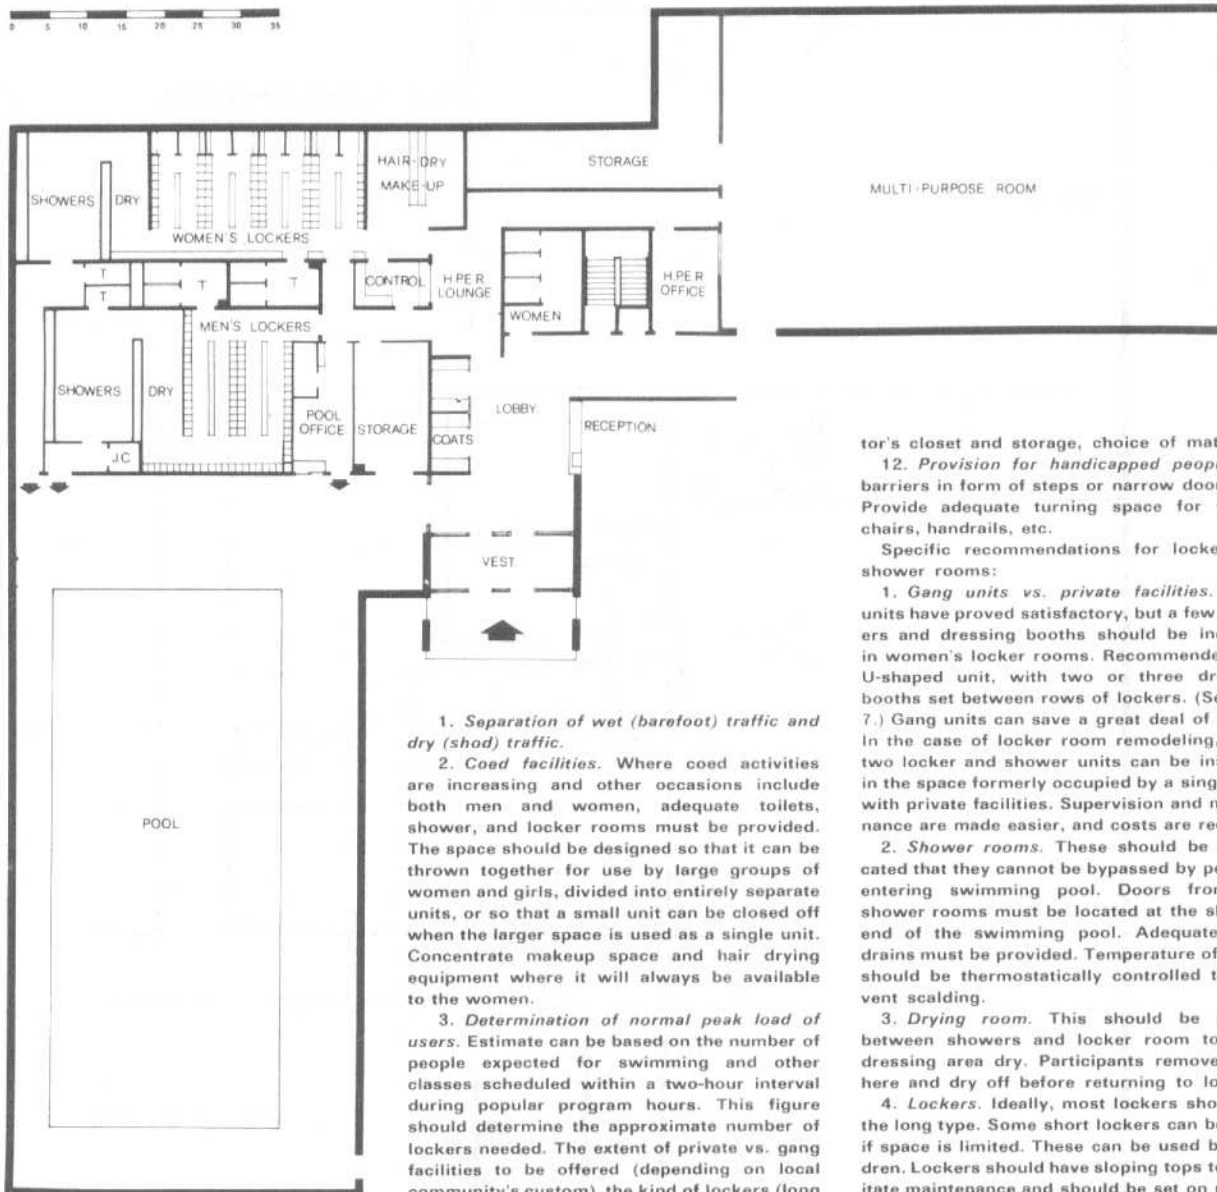 0 5 10 15 20 25 30 35
HAIR-DRY
MAKE-UP
STORAGE
MULTI-PURPOSE ROOM
SHOWERS
DRY
WOMEN'S LOCKERS
T
T
T
T
CONTROL
H.P.E.R
LOUNGE
WOMEN
H.P.E.R
OFFICE
MEN'S LOCKERS
SHOWERS
DRY
POOL
OFFICE
STORAGE
COATS
LOBBY
RECEPTION
J.C
VEST.
POOL
1. Separation of wet (barefoot) traffic and
dry (shod) traffic.
2. Coed facilities. Where coed activities
are increasing and other occasions include
both men and women, adequate toilets,
shower, and locker rooms must be provided.
The space should be designed so that it can be
thrown together for use by large groups of
women and girls, divided into entirely separate
units, or so that a small unit can be closed off
when the larger space is used as a single unit.
Concentrate makeup space and hair drying
equipment where it will always be available
to the women.
3. Determination of normal peak load of
users. Estimate can be based on the number of
people expected for swimming and other
classes scheduled within a two-hour interval
during popular program hours. This figure
should determine the approximate number of
lockers needed. The extent of private vs. gang
facilities to be offered (depending on local
community's custom), the kind of lockers (long
tor's closet and storage, choice of mat
12. Provision for handicapped peop
barriers in form of steps or narrow door
Provide adequate turning space for
chairs, handrails, etc.
Specific recommendations for locke
shower rooms:
1. Gang units vs. private facilities.
units have proved satisfactory, but a few
ers and dressing booths should be in
in women's locker rooms. Recommende
U-shaped unit, with two or three dr
booths set between rows of lockers. (Se
7.) Gang units can save a great deal of
In the case of locker room remodeling,
two locker and shower units can be in
in the space formerly occupied by a sing
with private facilities. Supervision and m
nance are made easier, and costs are re
2. Shower rooms. These should be
cated that they cannot be bypassed by pe
entering swimming pool. Doors fro
shower rooms must be located at the s
end of the swimming pool. Adequate
drains must be provided. Temperature of
should be thermostatically controlled t
vent scalding.
3. Drying room. This should be
between showers and locker room to
dressing area dry. Participants remove
here and dry off before returning to lo
4. Lockers. Ideally, most lockers sho
the long type. Some short lockers can be
if space is limited. These can be used b
dren. Lockers should have sloping tops t
itate maintenance and should be set on